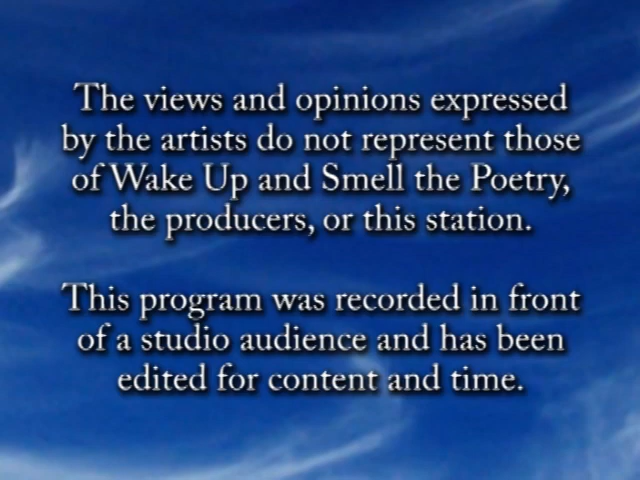 The views and opinions expressed
by the artists do not represent those
of Wake Up and Smell the Poetry,
the producers, or this station.
This program was recorded in front
of a studio audience and has been
edited for content and time.